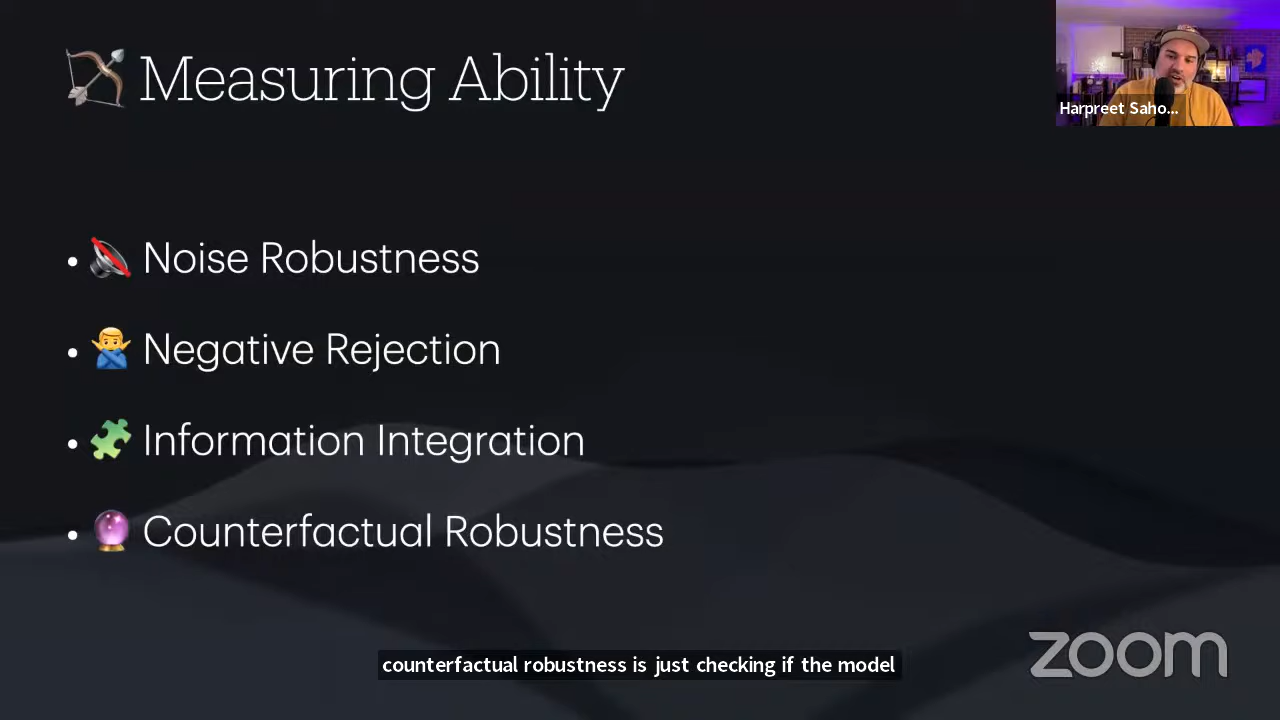 Measuring Ability
Harpreet Saho...
• Noise Robustness
• Negative Rejection
• Information Integration
• Counterfactual Robustness
counterfactual robustness is just checking if the model
zoom